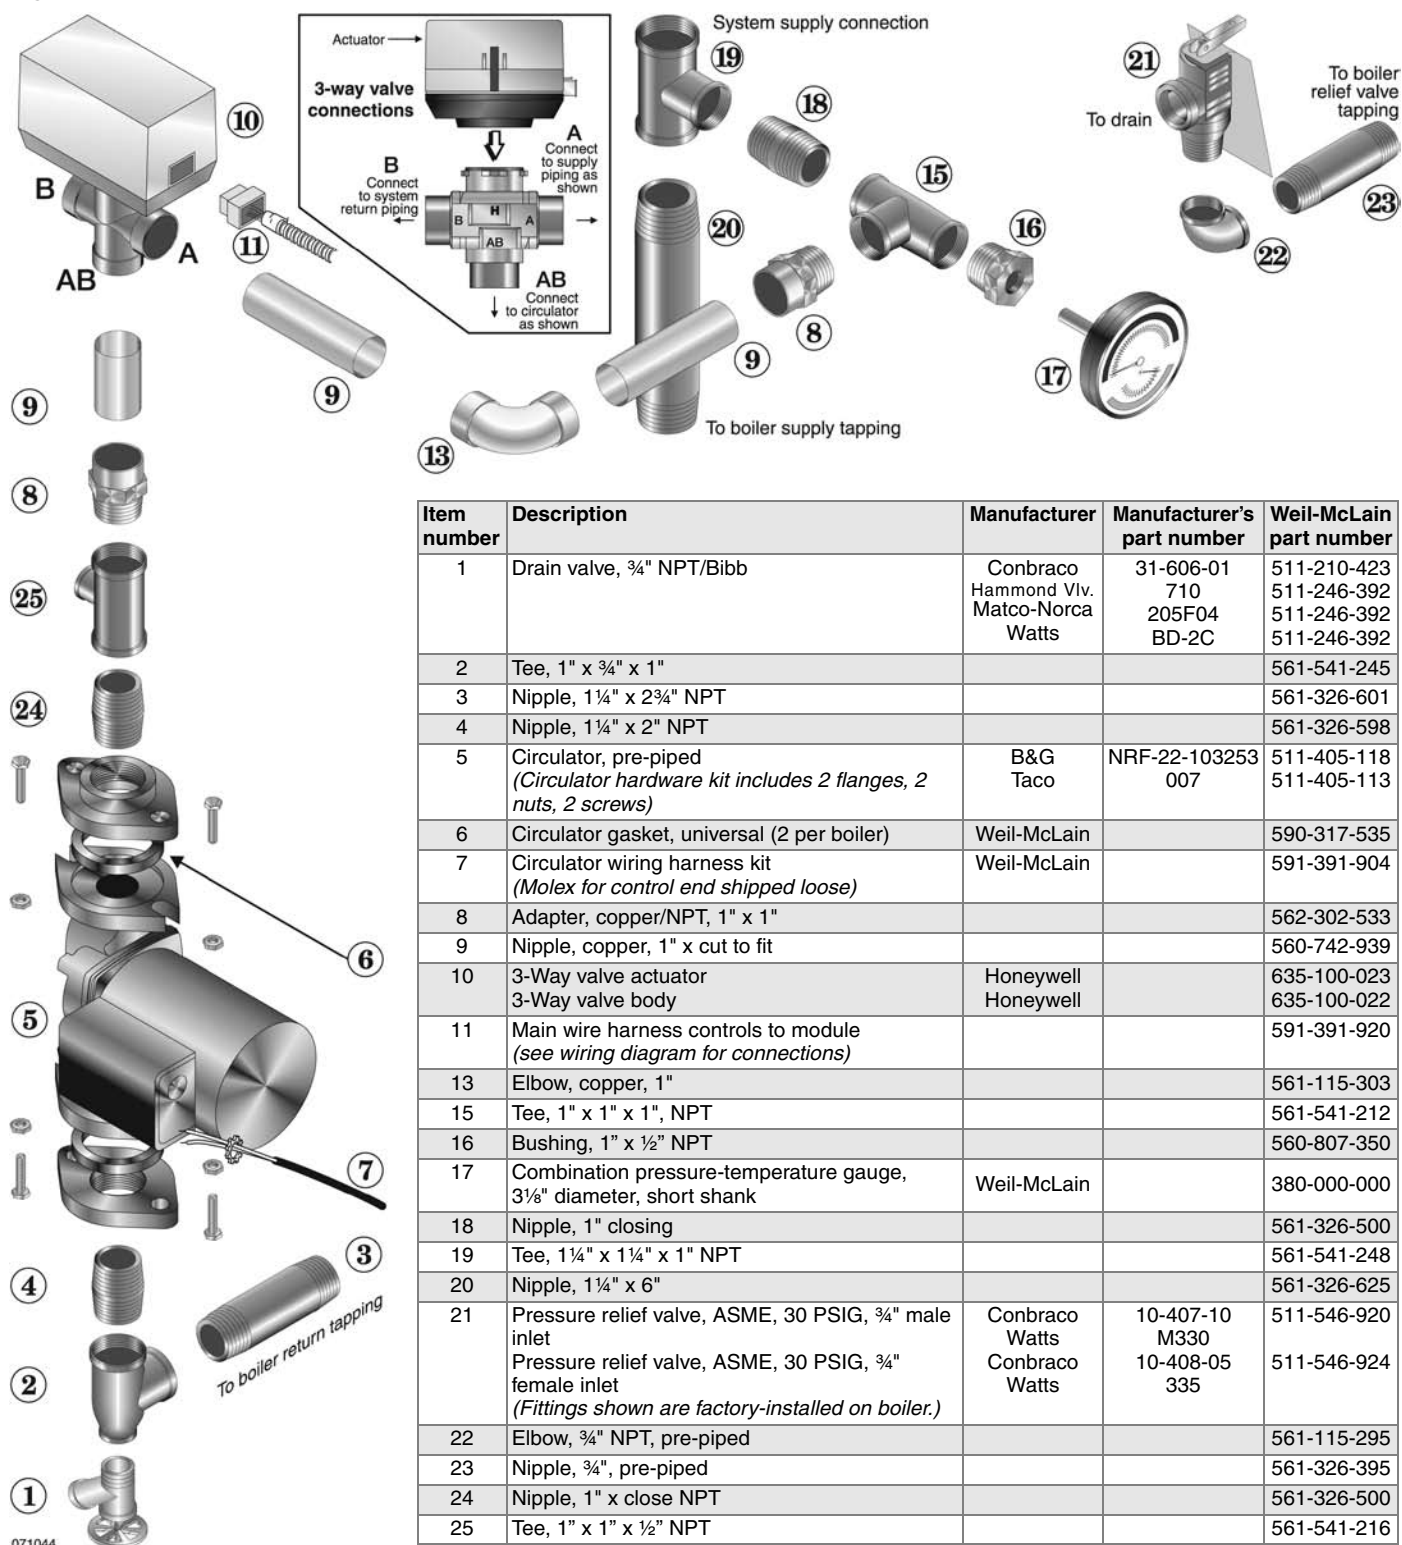 System supply connection
Actuator
3-way valve
connections
A
Connect
to supply
piping as
shown
B
Connect
to system
return piping
B
H
A
AB
AB
Connect
to circulator
as shown
10
B
A
AB
11
9
9
8
25
24
6
5
7
3
4
To boiler return tapping
2
1
071044
19
18
15
16
20
8
9
17
13
To boiler supply tapping
21
To drain
To boiler
relief valve
tapping
23
22
Item number | Description | Manufacturer | Manufacturer's part number | Weil-McLain part number
1 Drain valve, ¾" NPT/Bibb Conbraco 31-606-01 511-210-423
Hammond Vlv. 710 511-246-392
Matco-Norca 205F04 511-246-392
Watts BD-2C 511-246-392
2 Tee, 1" x ¾" x 1" 561-541-245
3 Nipple, 1¼" x 2¾" NPT 561-326-601
4 Nipple, 1¼" x 2" NPT 561-326-598
5 Circulator, pre-piped B&G NRF-22-103253 511-405-118
(Circulator hardware kit includes 2 flanges, 2 Taco 007 511-405-113
nuts, 2 screws)
6 Circulator gasket, universal (2 per boiler) Weil-McLain 590-317-535
7 Circulator wiring harness kit Weil-McLain 591-391-904
(Molex for control end shipped loose)
8 Adapter, copper/NPT, 1" x 1" 562-302-533
9 Nipple, copper, 1" x cut to fit 560-742-939
10 3-Way valve actuator Honeywell 635-100-023
3-Way valve body Honeywell 635-100-022
11 Main wire harness controls to module 591-391-920
(see wiring diagram for connections)
13 Elbow, copper, 1" 561-115-303
15 Tee, 1" x 1" x 1", NPT 561-541-212
16 Bushing, 1” x ½” NPT 560-807-350
17 Combination pressure-temperature gauge, Weil-McLain 380-000-000
3⅛" diameter, short shank
18 Nipple, 1" closing 561-326-500
19 Tee, 1¼" x 1¼" x 1" NPT 561-541-248
20 Nipple, 1¼" x 6" 561-326-625
21 Pressure relief valve, ASME, 30 PSIG, ¾" male Conbraco 10-407-10 511-546-920
inlet Watts M330
Pressure relief valve, ASME, 30 PSIG, ¾" Conbraco 10-408-05 511-546-924
female inlet Watts 335
(Fittings shown are factory-installed on boiler.)
22 Elbow, ¾" NPT, pre-piped 561-115-295
23 Nipple, ¾", pre-piped 561-326-395
24 Nipple, 1" x close NPT 561-326-500
25 Tee, 1” x 1” x ½” NPT 561-541-216